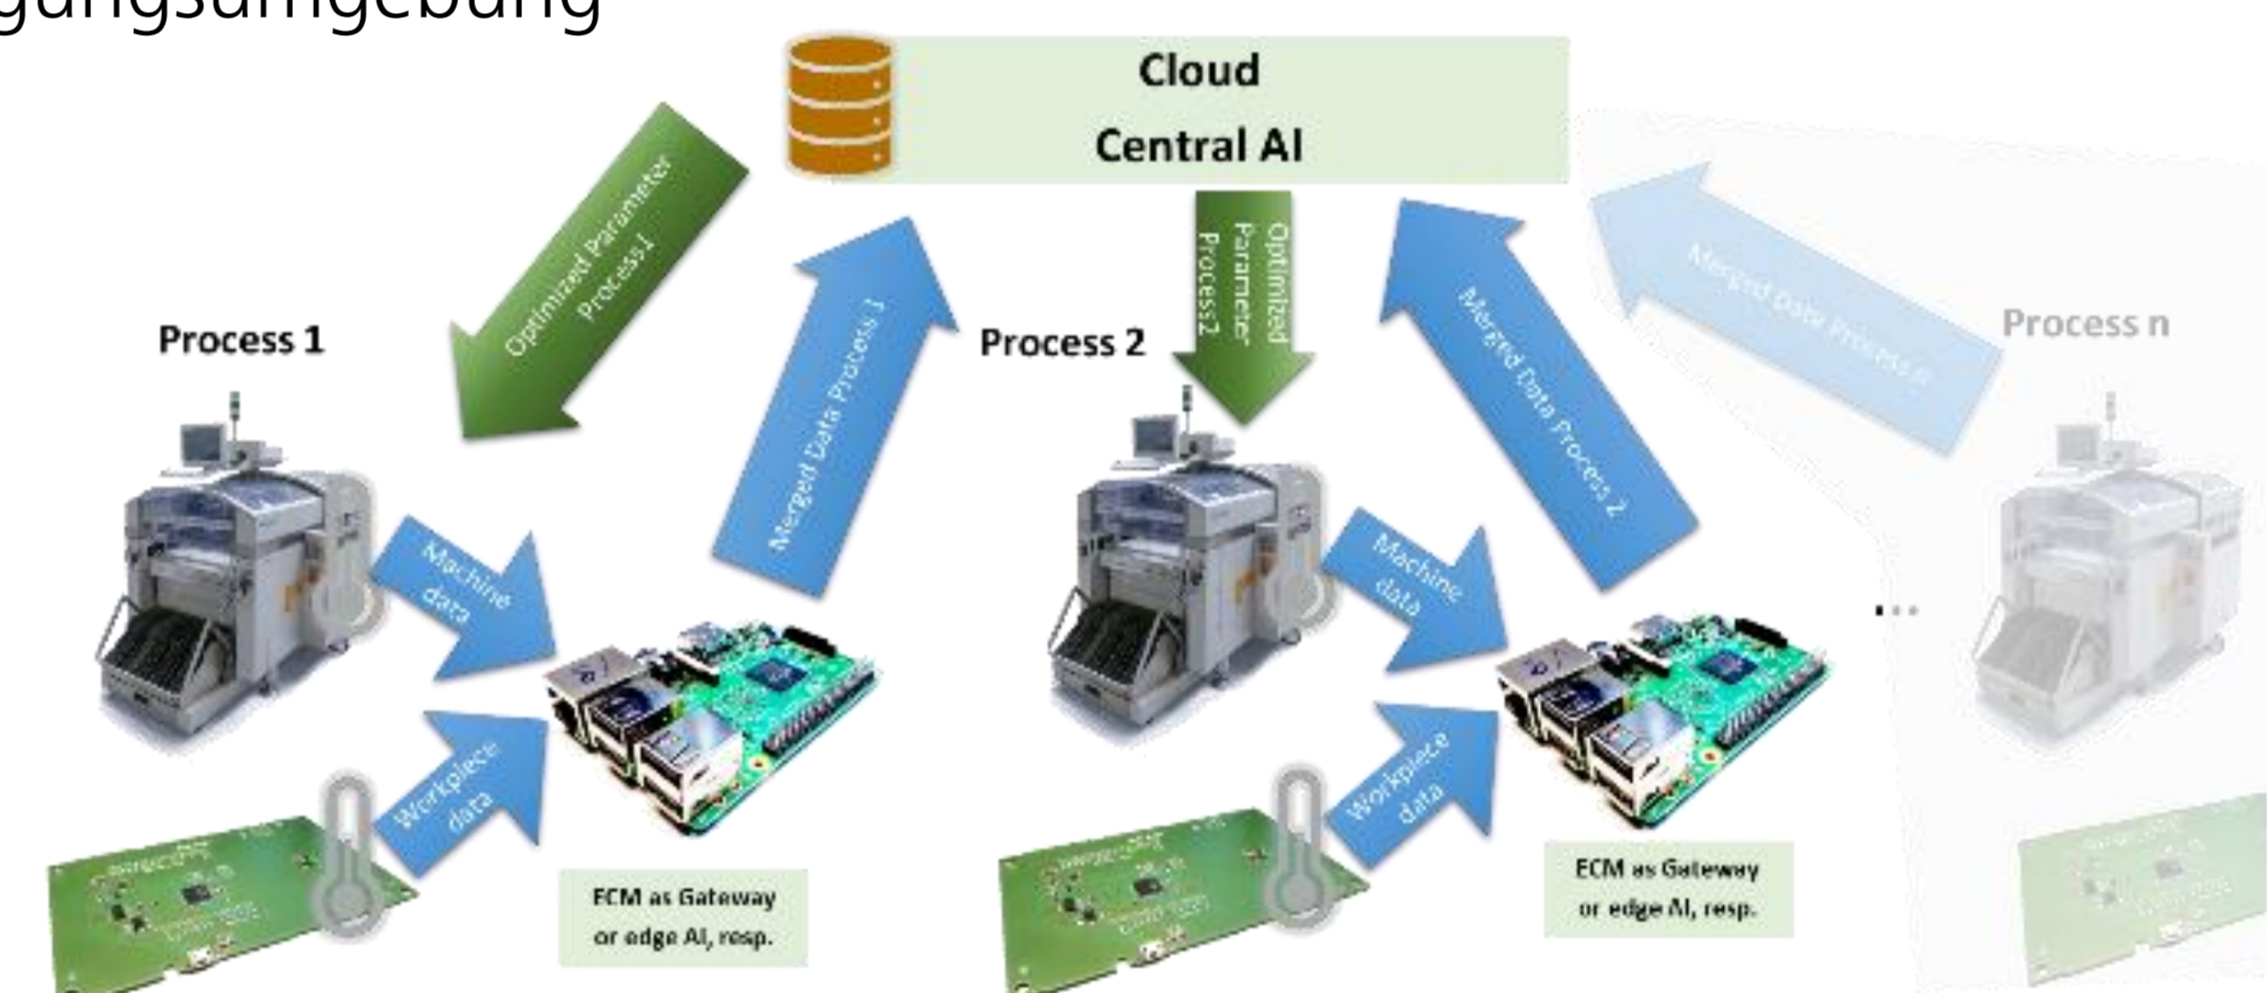 gungsumgebung
Cloud
Central AI
Optimized Parameter
Process1
Merged Data Process 1
Optimized
Parameter
Process2
Merged Data Process 2
Merged Data Process n
Process 1
Process 2
Process n
Machine
data
Machine
data
...
Workpiece
data
Workpiece
data
ECM as Gateway
or edge AI, resp.
ECM as Gateway
or edge AI, resp.